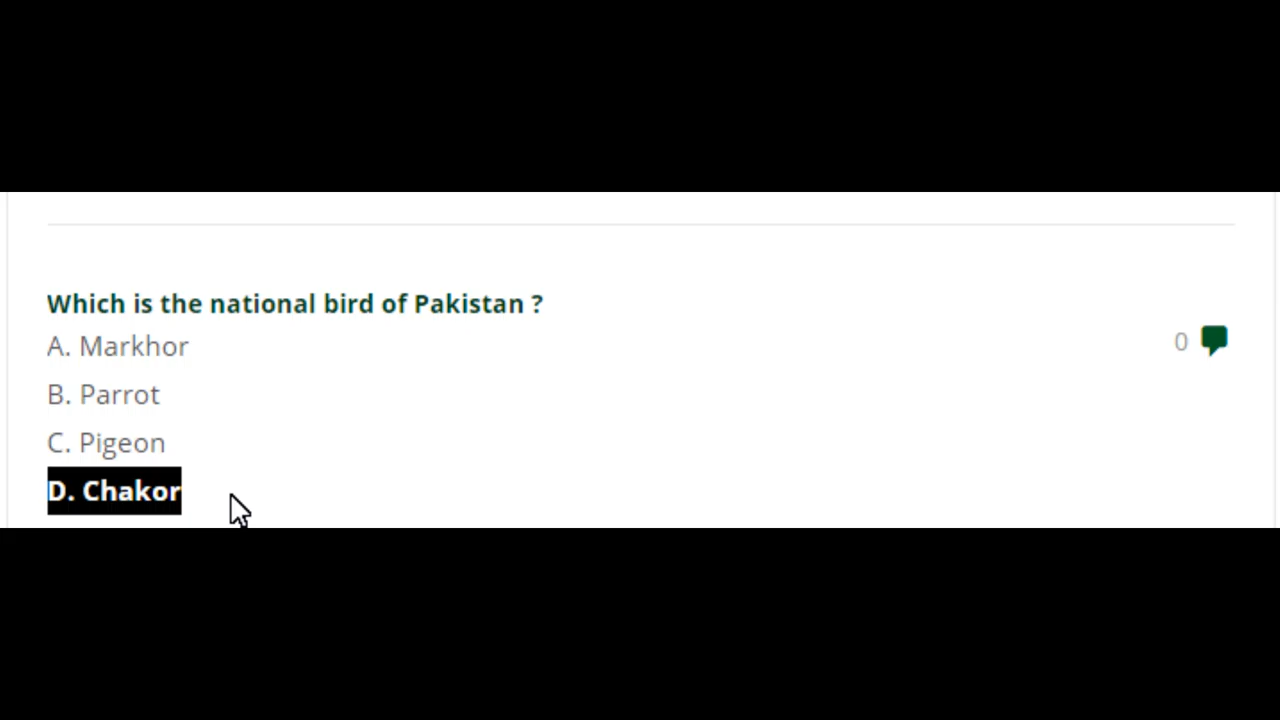 Which is the national bird of Pakistan ?
A. Markhor
0
B. Parrot
C. Pigeon
D. Chakor